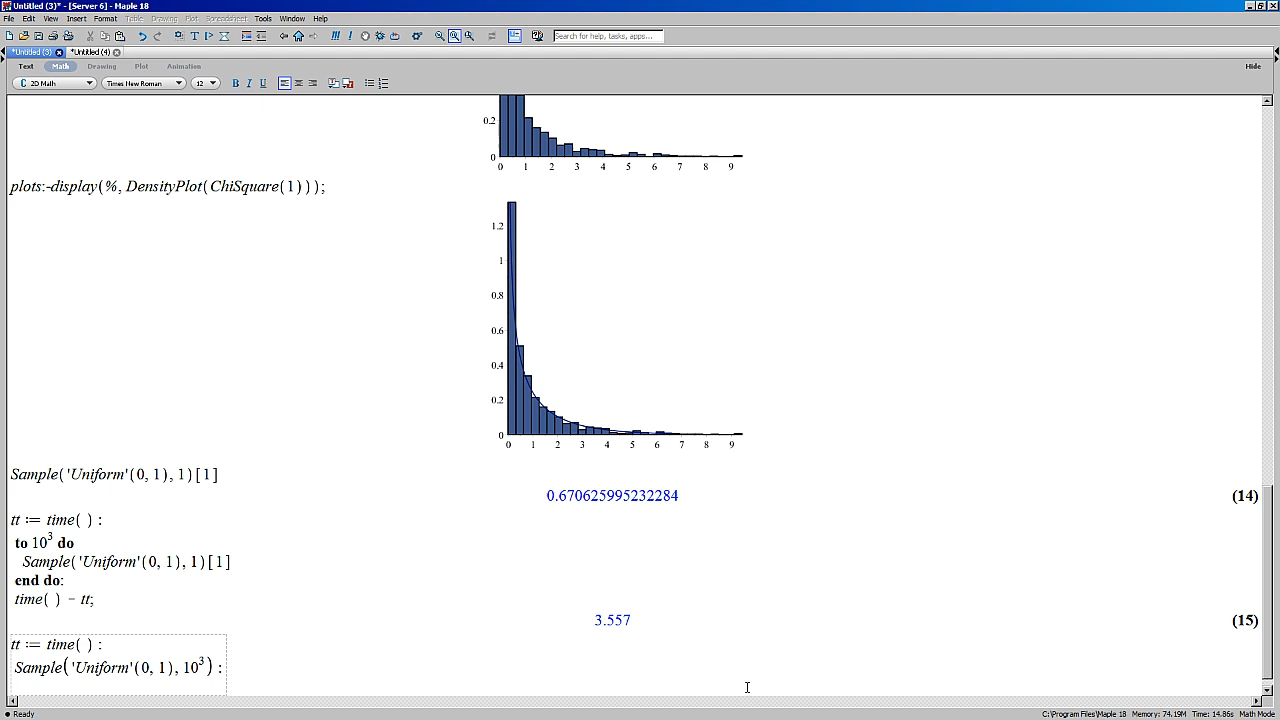 Untitled (3)* - [Server 6] - Maple 18
File Edit View Insert Format Table Drawing Plot Spreadsheet Tools Window Help
Search for help, tasks, apps...
*Untitled (3) *Untitled (4)
Text Math Drawing Plot Animation Hide
C 2D Math Times New Roman 12 B I U
0.2
0
0 1 2 3 4 5 6 7 8 9
plots:-display(%, DensityPlot(ChiSquare(1)));
1.2
1
0.8
0.6
0.4
0.2
0
0 1 2 3 4 5 6 7 8 9
Sample('Uniform'(0, 1), 1)[1]
0.670625995232284 (14)
tt := time( ) :
to 10³ do
Sample('Uniform'(0, 1), 1)[1]
end do:
time( ) − tt;
3.557 (15)
tt := time( ) :
Sample('Uniform'(0, 1), 10³) :
Ready C:\Program Files\Maple 18 Memory: 74.19M Time: 14.86s Math Mode